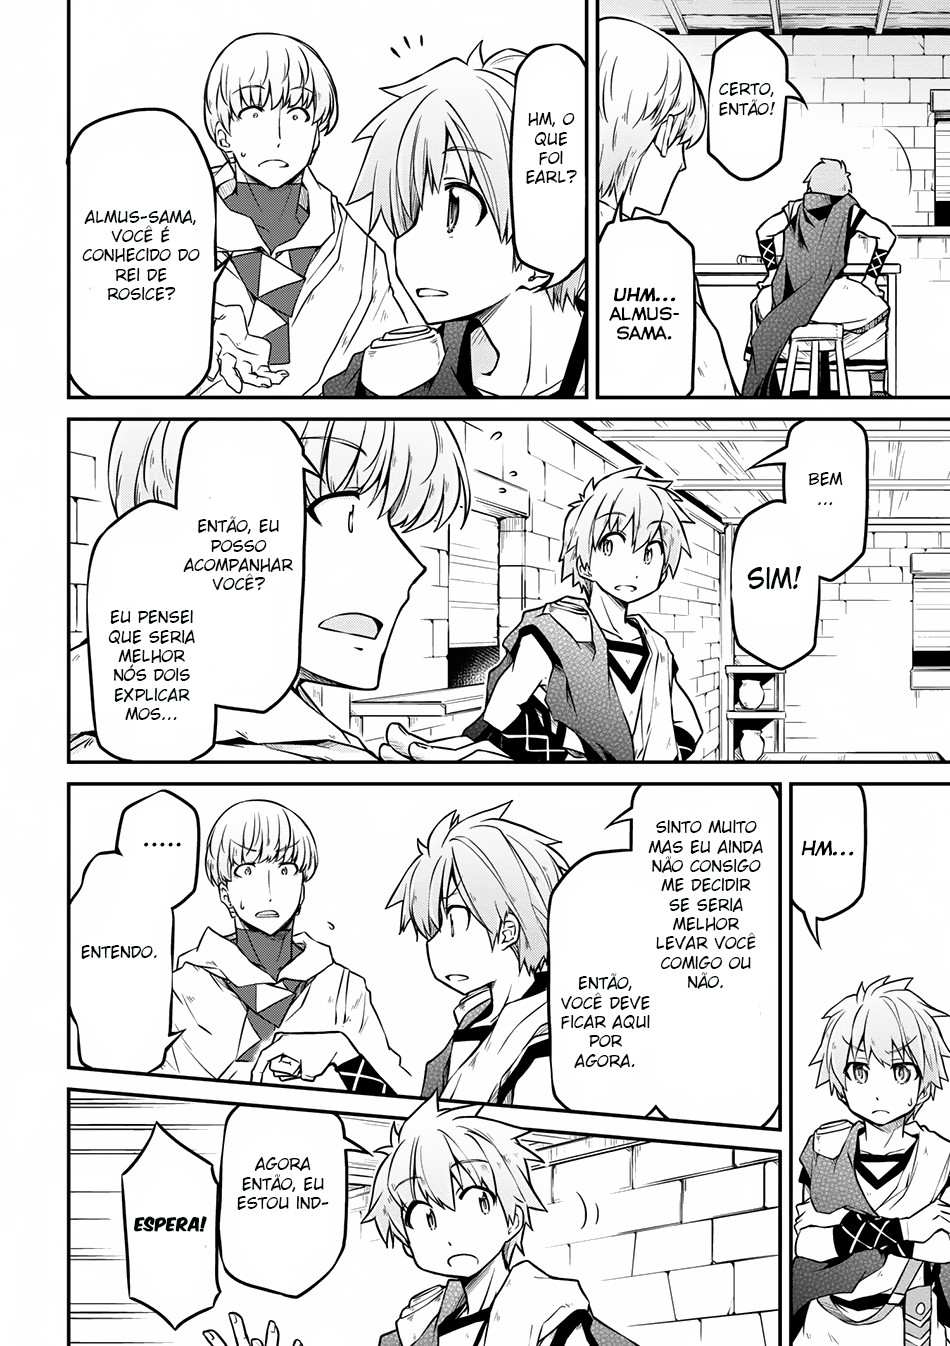 CERTO,
ENTÃO!
UHM...
ALMUS-
SAMA.
HM, O
QUE
FOI
EARL?
ALMUS-SAMA,
VOCÊ É
CONHECIDO DO
REI DE
ROSICE?
BEM
...
SIM!
ENTÃO, EU
POSSO
ACOMPANHAR
VOCÊ?
EU PENSEI
QUE SERIA
MELHOR
NÓS DOIS
EXPLICAR
MOS...
HM...
SINTO MUITO
MAS EU AINDA
NÃO CONSIGO
ME DECIDIR
SE SERIA
MELHOR
LEVAR VOCÊ
COMIGO OU
NÃO.
ENTÃO,
VOCÊ DEVE
FICAR AQUI
POR
AGORA.
.....
ENTENDO.
AGORA
ENTÃO, EU
ESTOU IND-
ESPERA!